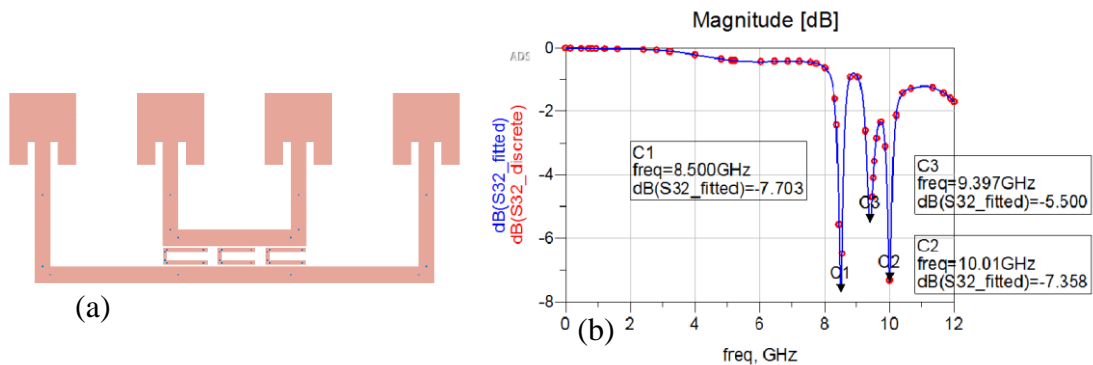 (a)
Magnitude [dB]
ADS
dB(S32_fitted)
dB(S32_discrete)
0
-2
-4
-6
-8
C1
freq=8.500GHz
dB(S32_fitted)=-7.703
C3
freq=9.397GHz
dB(S32_fitted)=-5.500
C2
freq=10.01GHz
dB(S32_fitted)=-7.358
C3
C1
C2
0
2
4
6
8
10
12
freq, GHz
(b)